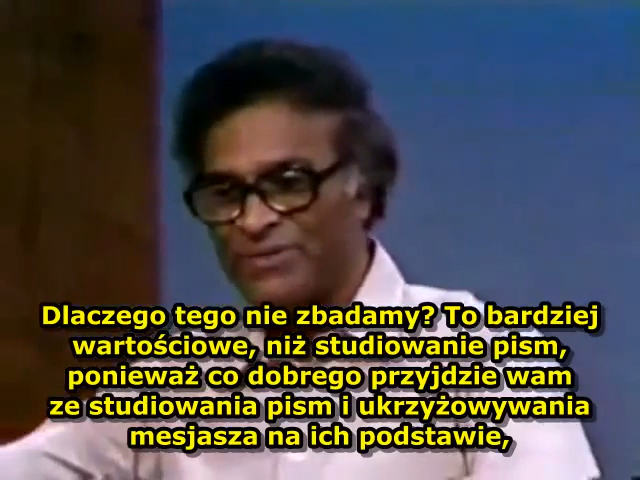 Dlaczego tego nie zbadamy? To bardziej
wartościowe, niż studiowanie pism,
ponieważ co dobrego przyjdzie wam
ze studiowania pism i ukrzyżowywania
mesjasza na ich podstawie,